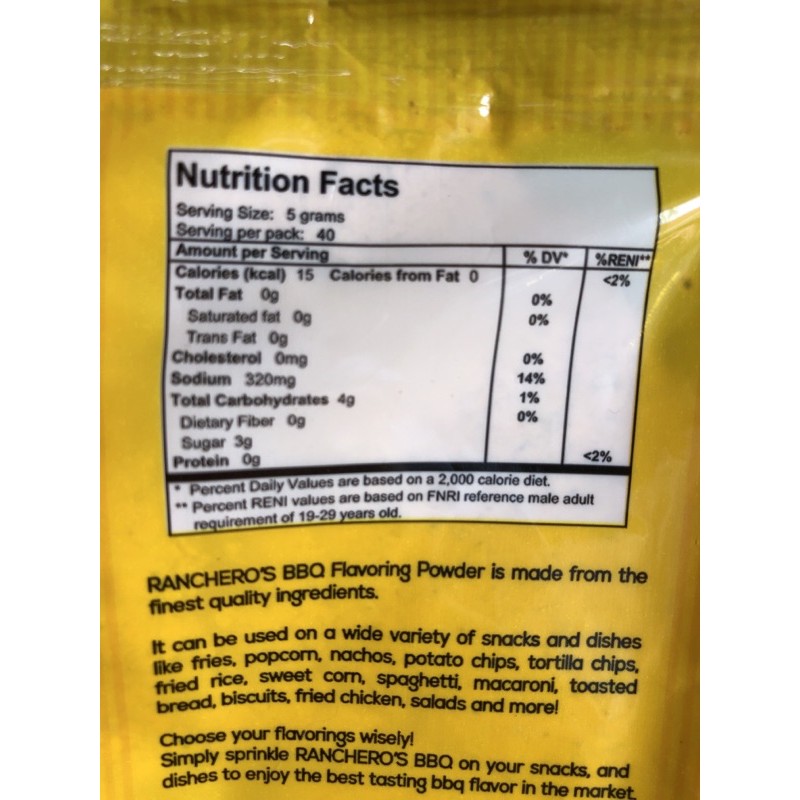 Nutrition Facts
Serving Size: 5 grams
Serving per pack: 40
Amount per Serving % DV* %RENI**
Calories (kcal) 15 Calories from Fat 0 <2%
Total Fat 0g 0%
Saturated fat 0g 0%
Trans Fat 0g
Cholesterol 0mg 0%
Sodium 320mg 14%
Total Carbohydrates 4g 1%
Dietary Fiber 0g 0%
Sugar 3g
Protein 0g <2%
* Percent Daily Values are based on a 2,000 calorie diet.
** Percent RENI values are based on FNRI reference male adult
requirement of 19-29 years old.
RANCHERO'S BBQ Flavoring Powder is made from the
finest quality ingredients.
It can be used on a wide variety of snacks and dishes
like fries, popcorn, nachos, potato chips, tortilla chips,
fried rice, sweet corn, spaghetti, macaroni, toasted
bread, biscuits, fried chicken, salads and more!
Choose your flavorings wisely!
Simply sprinkle RANCHERO'S BBQ on your snacks, and
dishes to enjoy the best tasting bbq flavor in the market.